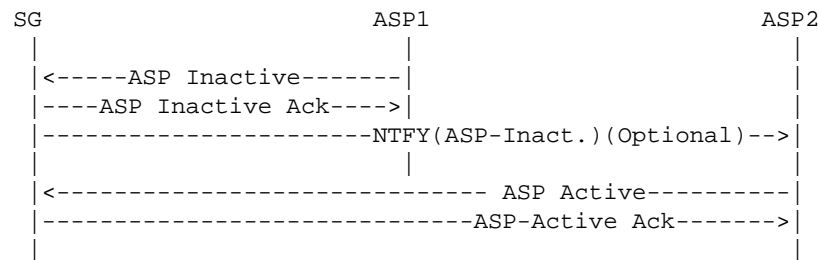 SG ASP1 ASP2
| | |
|<-----ASP Inactive-------| |
|----ASP Inactive Ack---->| |
|----------------------NTFY(ASP-Inact.)(Optional)-->|
| | |
|<------------------------------ ASP Active----------|
|------------------------------ASP-Active Ack------->|
| |